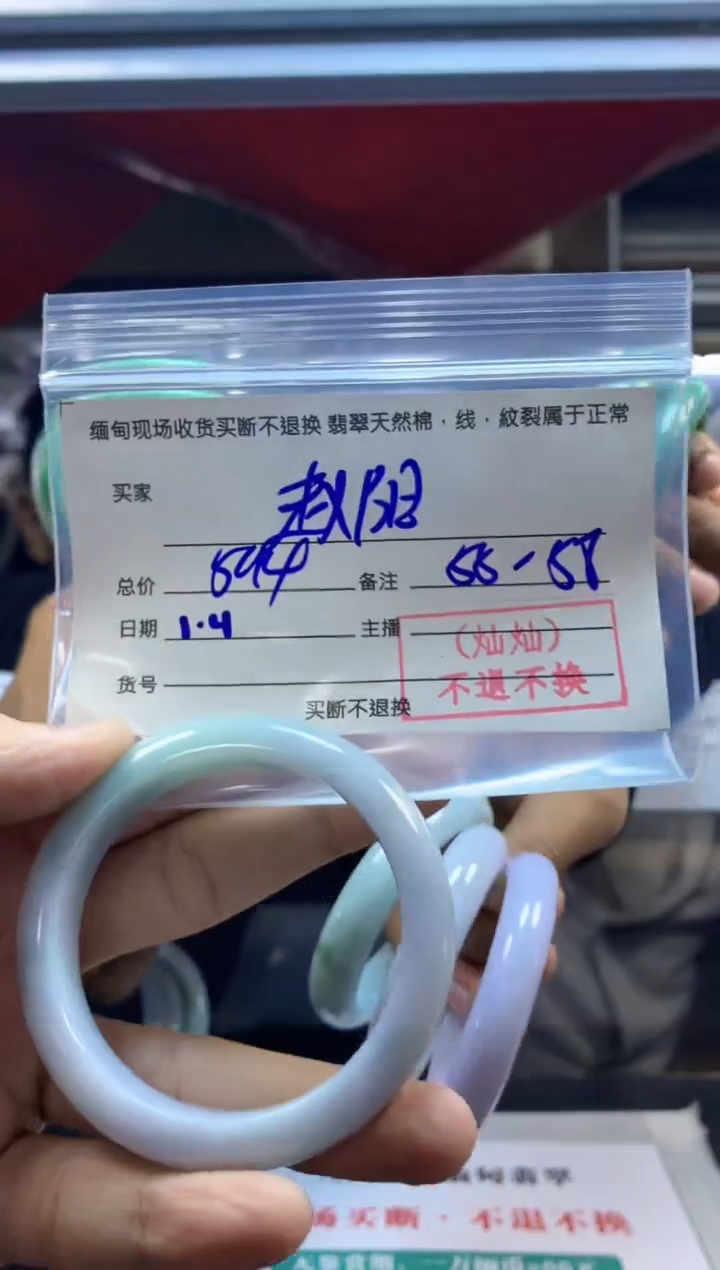 缅甸现场收货买断不退换 翡翠天然棉，线，紋裂属于正常
买家
总价 594 备注 55-58
日期 1.4 主播 （灿灿）
货号 不退不换
买断不退换
买断·不退不换